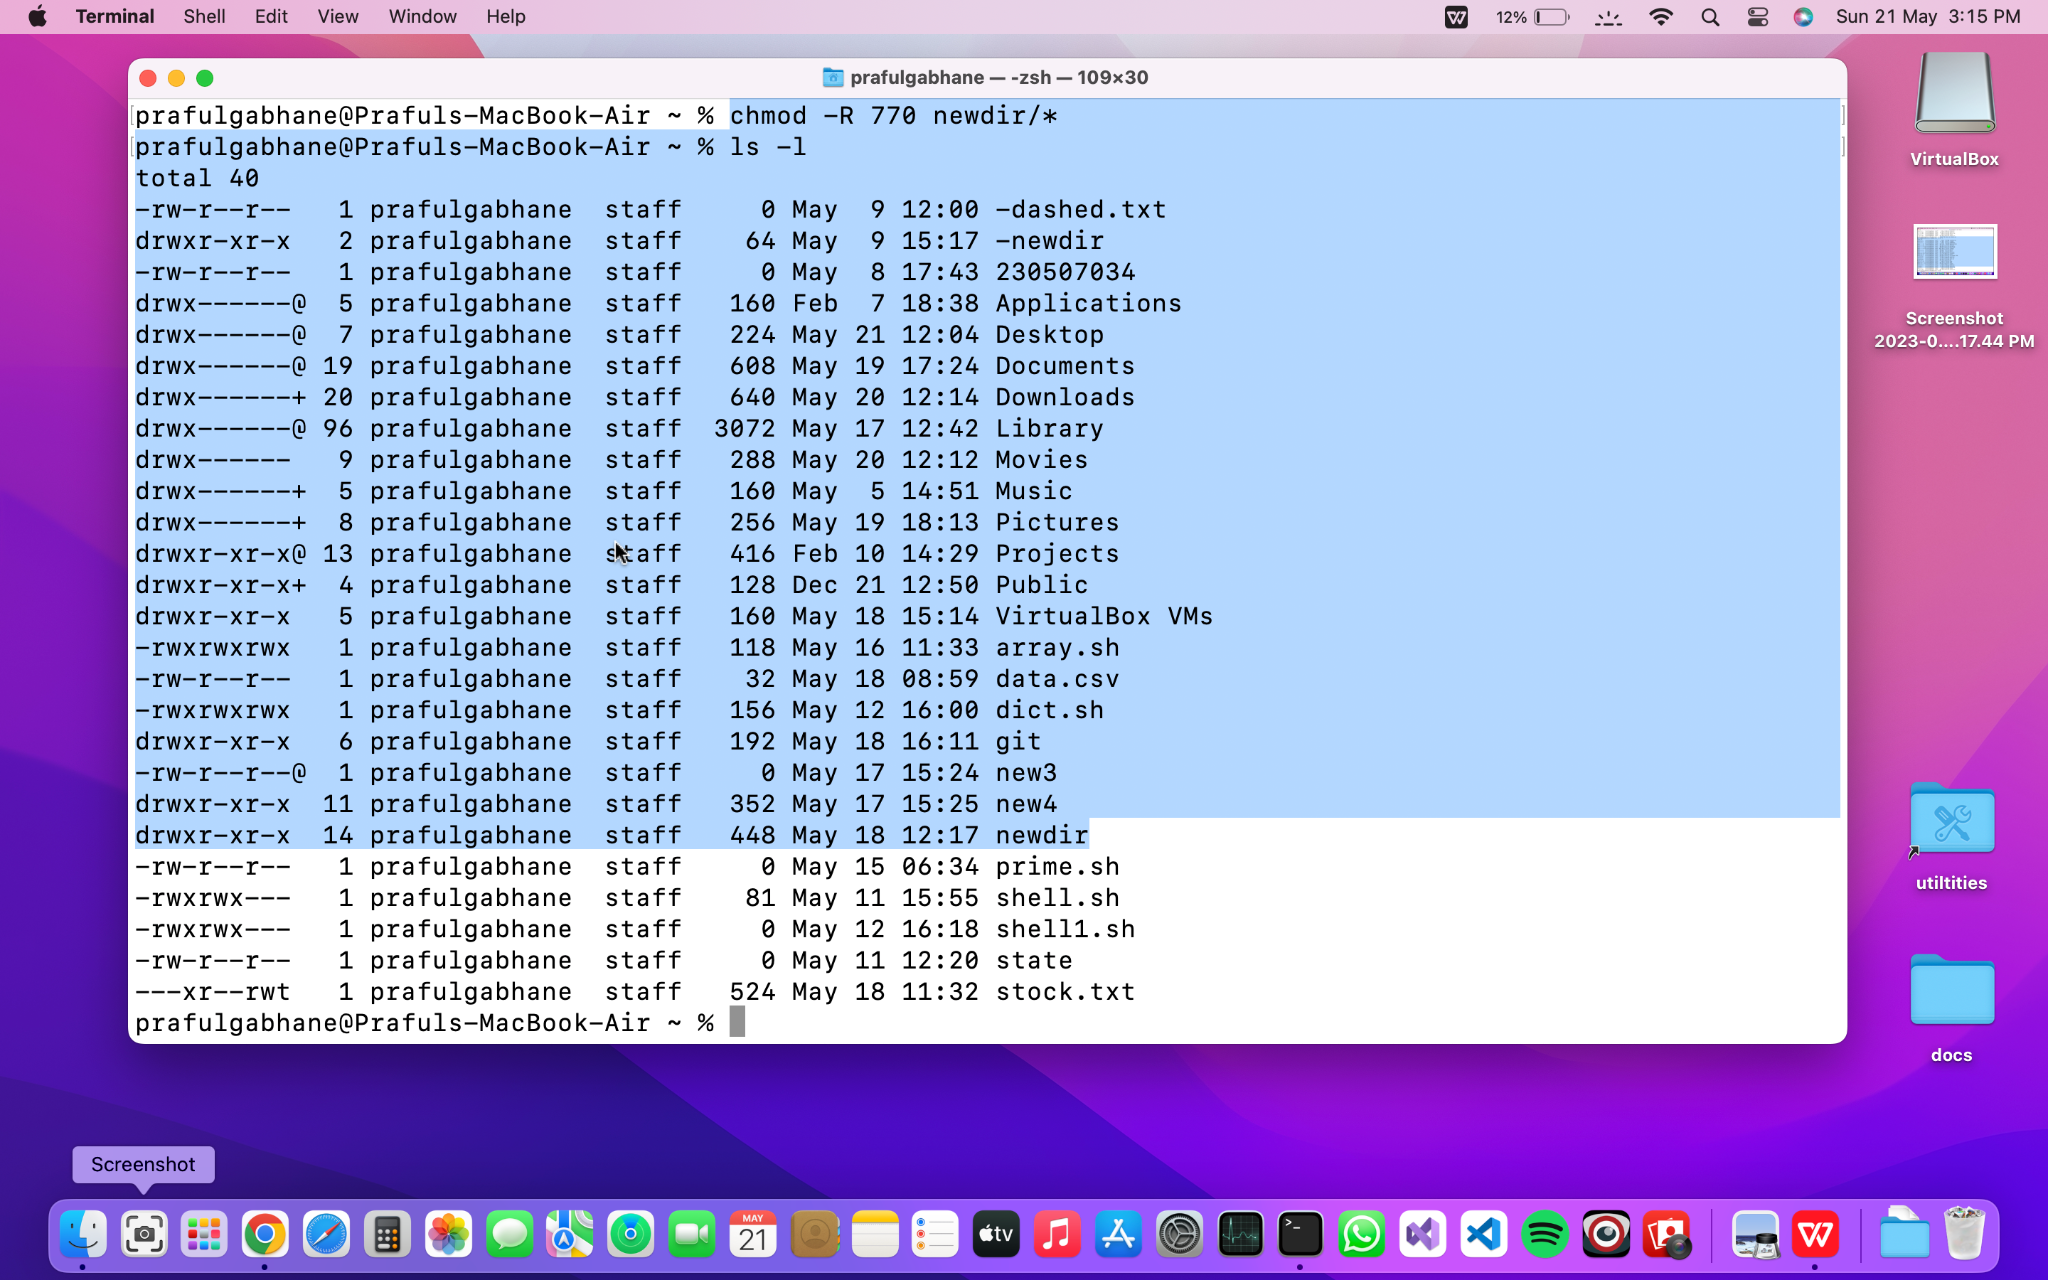 Terminal Shell Edit View Window Help 12% Sun 21 May 3:15 PM
prafulgabhane — -zsh — 109×30
prafulgabhane@Prafuls-MacBook-Air ~ % chmod -R 770 newdir/*
prafulgabhane@Prafuls-MacBook-Air ~ % ls -l
total 40
-rw-r--r-- 1 prafulgabhane staff 0 May 9 12:00 -dashed.txt
drwxr-xr-x 2 prafulgabhane staff 64 May 9 15:17 -newdir
-rw-r--r-- 1 prafulgabhane staff 0 May 8 17:43 230507034
drwx------@ 5 prafulgabhane staff 160 Feb 7 18:38 Applications
drwx------@ 7 prafulgabhane staff 224 May 21 12:04 Desktop
drwx------@ 19 prafulgabhane staff 608 May 19 17:24 Documents
drwx------+ 20 prafulgabhane staff 640 May 20 12:14 Downloads
drwx------@ 96 prafulgabhane staff 3072 May 17 12:42 Library
drwx------ 9 prafulgabhane staff 288 May 20 12:12 Movies
drwx------+ 5 prafulgabhane staff 160 May 5 14:51 Music
drwx------+ 8 prafulgabhane staff 256 May 19 18:13 Pictures
drwxr-xr-x@ 13 prafulgabhane staff 416 Feb 10 14:29 Projects
drwxr-xr-x+ 4 prafulgabhane staff 128 Dec 21 12:50 Public
drwxr-xr-x 5 prafulgabhane staff 160 May 18 15:14 VirtualBox VMs
-rwxrwxrwx 1 prafulgabhane staff 118 May 16 11:33 array.sh
-rw-r--r-- 1 prafulgabhane staff 32 May 18 08:59 data.csv
-rwxrwxrwx 1 prafulgabhane staff 156 May 12 16:00 dict.sh
drwxr-xr-x 6 prafulgabhane staff 192 May 18 16:11 git
-rw-r--r--@ 1 prafulgabhane staff 0 May 17 15:24 new3
drwxr-xr-x 11 prafulgabhane staff 352 May 17 15:25 new4
drwxr-xr-x 14 prafulgabhane staff 448 May 18 12:17 newdir
-rw-r--r-- 1 prafulgabhane staff 0 May 15 06:34 prime.sh
-rwxrwx--- 1 prafulgabhane staff 81 May 11 15:55 shell.sh
-rwxrwx--- 1 prafulgabhane staff 0 May 12 16:18 shell1.sh
-rw-r--r-- 1 prafulgabhane staff 0 May 11 12:20 state
---xr--rwt 1 prafulgabhane staff 524 May 18 11:32 stock.txt
prafulgabhane@Prafuls-MacBook-Air ~ %
VirtualBox
Screenshot
2023-0....17.44 PM
utiltities
docs
Screenshot
MAY
21
tv